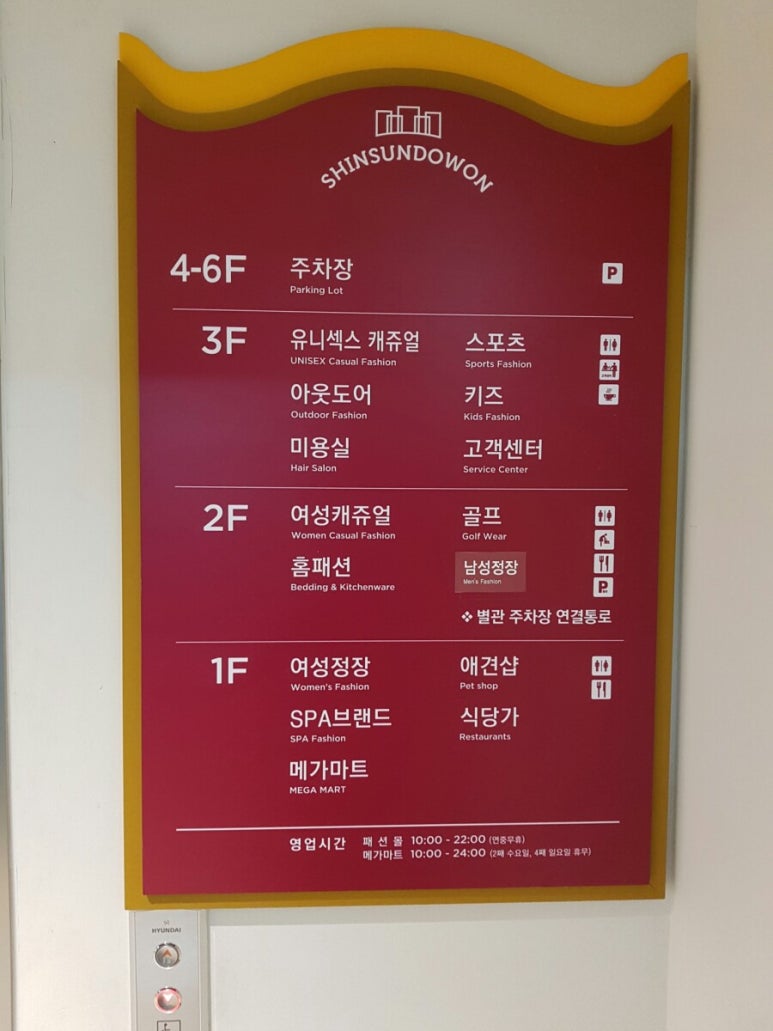 SHINSUNDOWON
4-6F
주차장
Parking Lot
P
3F
유니섹스 캐쥬얼
UNISEX Casual Fashion
스포츠
Sports Fashion
아웃도어
Outdoor Fashion
키즈
Kids Fashion
미용실
Hair Salon
고객센터
Service Center
2F
여성캐쥬얼
Women Casual Fashion
골프
Golf Wear
홈패션
Bedding & Kitchenware
남성정장
Men's Fashion
P
❖ 별관 주차장 연결통로
1F
여성정장
Women's Fashion
애견샵
Pet shop
SPA브랜드
SPA Fashion
식당가
Restaurants
메가마트
MEGA MART
영업시간 패션몰 10:00 - 22:00 (연중무휴)
메가마트 10:00 - 24:00 (2째 수요일, 4째 일요일 휴무)
HYUNDAI